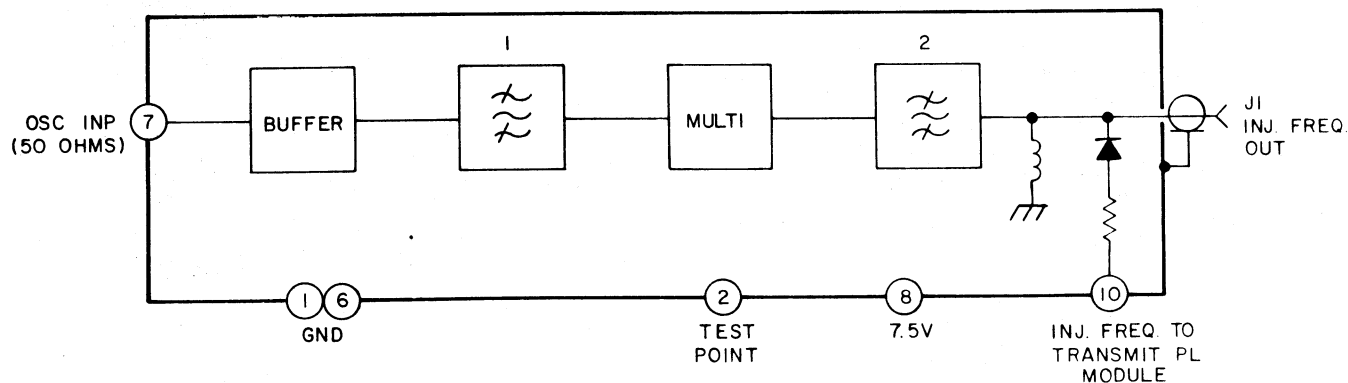 1
2
OSC INP
(50 OHMS)
7
BUFFER
MULTI
J1
INJ. FREQ.
OUT
1
6
GND
2
TEST
POINT
8
7.5V
10
INJ. FREQ. TO
TRANSMIT PL
MODULE